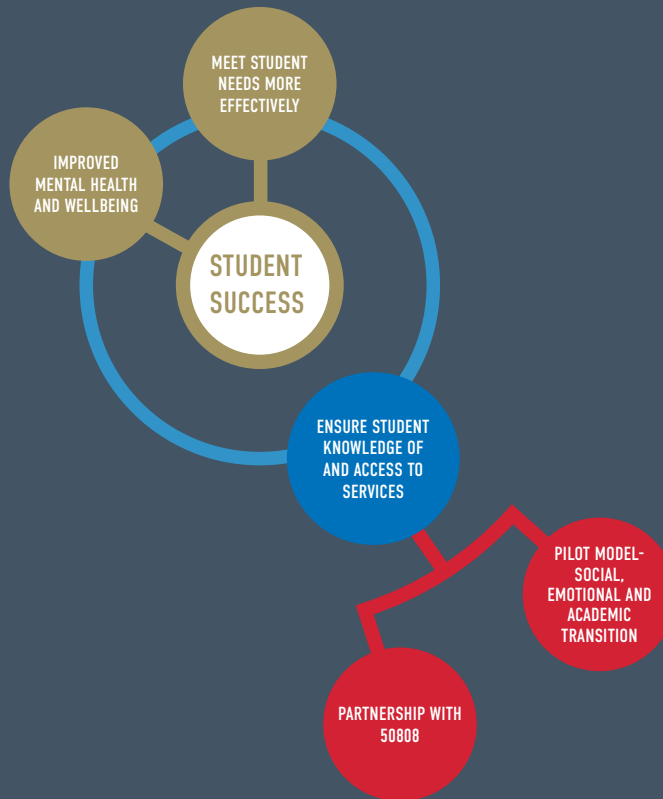 MEET STUDENT
NEEDS MORE
EFFECTIVELY
IMPROVED
MENTAL HEALTH
AND WELLBEING
STUDENT
SUCCESS
ENSURE STUDENT
KNOWLEDGE OF
AND ACCESS TO
SERVICES
PILOT MODEL-
SOCIAL,
EMOTIONAL AND
ACADEMIC
TRANSITION
PARTNERSHIP WITH
50808